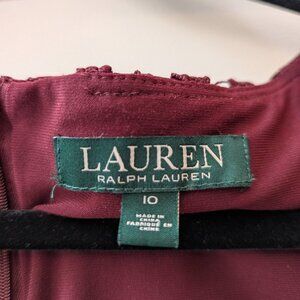 LAUREN
RALPH LAUREN
10
MADE IN
CHINA
FABRIQUÉ EN
CHINE